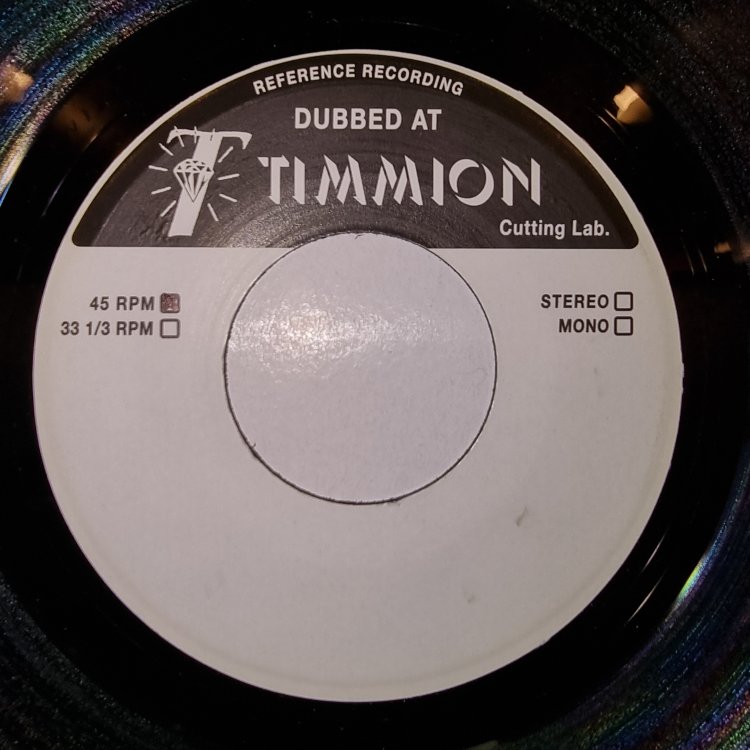 REFERENCE RECORDING
DUBBED AT
T TIMMION
Cutting Lab.
45 RPM
33 1/3 RPM
STEREO
MONO